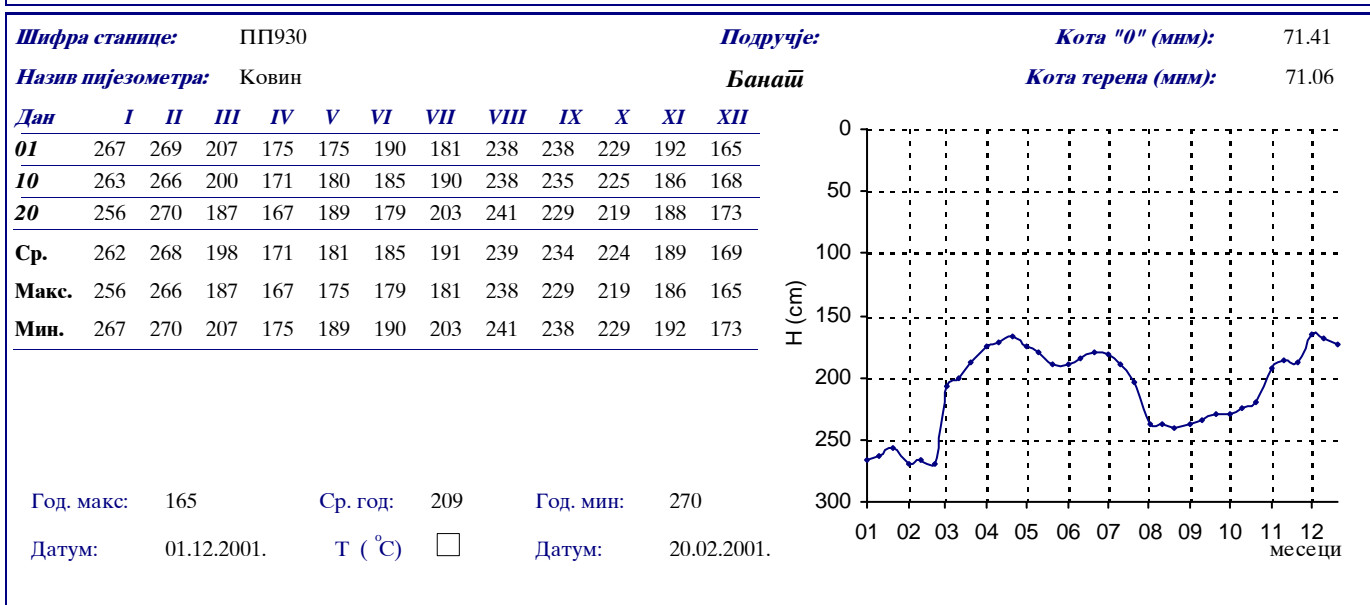 Шифра станице: ПП930 Подручје: Кота "0" (мнм): 71.41
Назив пијезометра: Ковин Банат Кота терена (мнм): 71.06
Дан I II III IV V VI VII VIII IX X XI XII
01 267 269 207 175 175 190 181 238 238 229 192 165
10 263 266 200 171 180 185 190 238 235 225 186 168
20 256 270 187 167 189 179 203 241 229 219 188 173
Ср. 262 268 198 171 181 185 191 239 234 224 189 169
Макс. 256 266 187 167 175 179 181 238 229 219 186 165
Мин. 267 270 207 175 189 190 203 241 238 229 192 173
0
50
100
150
200
250
300
H (cm)
01 02 03 04 05 06 07 08 09 10 11 12
месеци
Год. макс: 165 Ср. год: 209 Год. мин: 270
Датум: 01.12.2001. Т ( °C) Датум: 20.02.2001.